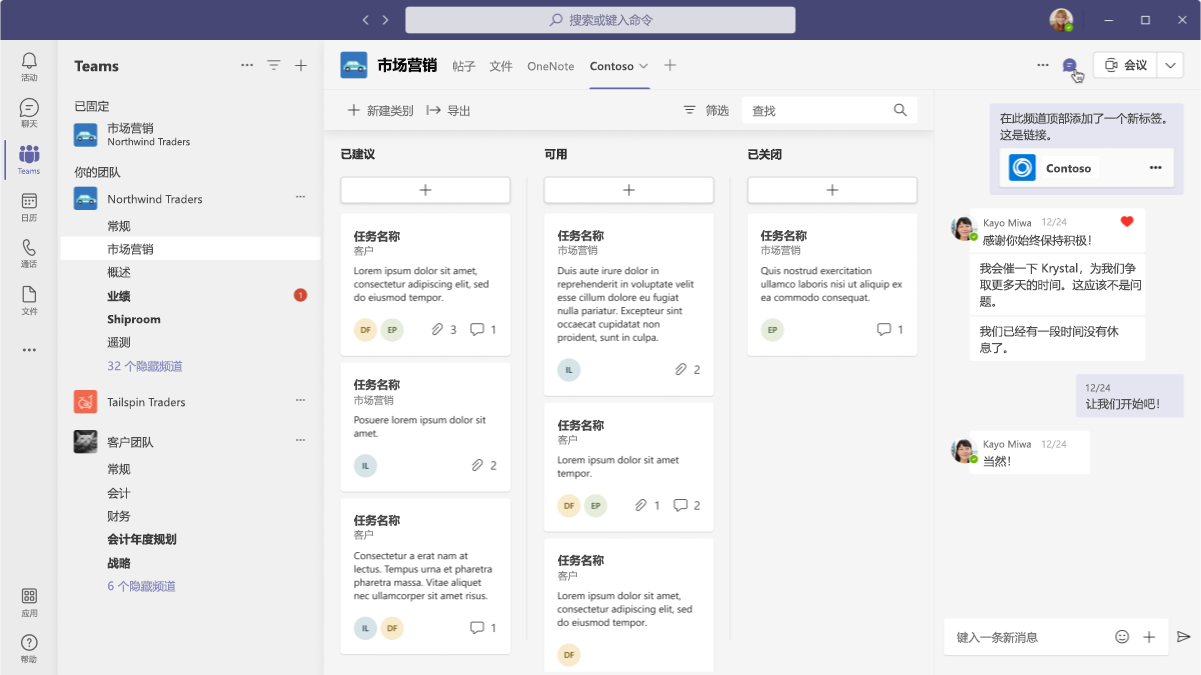 搜索或键入命令
活动
聊天
Teams
日历
通话
文件
应用
帮助
Teams
已固定
市场营销
Northwind Traders
你的团队
Northwind Traders
常规
市场营销
概述
业绩
1
Shiproom
遥测
32 个隐藏频道
Tailspin Traders
客户团队
常规
会计
财务
会计年度规划
战略
6 个隐藏频道
市场营销
帖子
文件
OneNote
Contoso
会议
新建类别
导出
筛选
查找
已建议
任务名称
客户
Lorem ipsum dolor sit amet,
consectetur adipiscing elit, sed
do eiusmod tempor.
DF
EP
3
1
任务名称
市场营销
Posuere lorem ipsum dolor sit
amet.
IL
2
任务名称
客户
Consectetur a erat nam at
lectus. Tempus urna et pharetra
pharetra massa. Vitae aliquet
nec ullamcorper sit amet risus.
IL
DF
1
可用
任务名称
市场营销
Duis aute irure dolor in
reprehenderit in voluptate velit
esse cillum dolore eu fugiat
nulla pariatur. Excepteur sint
occaecat cupidatat non
proident, sunt in culpa.
IL
2
任务名称
客户
Lorem ipsum dolor sit amet
tempor.
DF
EP
1
2
任务名称
客户
Lorem ipsum dolor sit amet,
consectetur adipiscing elit, sed
do eiusmod tempor.
DF
已关闭
任务名称
市场营销
Quis nostrud exercitation
ullamco laboris nisi ut aliquip ex
ea commodo consequat.
EP
1
在此频道顶部添加了一个新标签。
这是链接。
Contoso
Kayo Miwa 12/24
感谢你始终保持积极！
我会催一下 Krystal，为我们争
取更多天的时间。这应该不是问
题。
我们已经有一段时间没有休
息了。
12/24
让我们开始吧！
Kayo Miwa 12/24
当然！
键入一条新消息